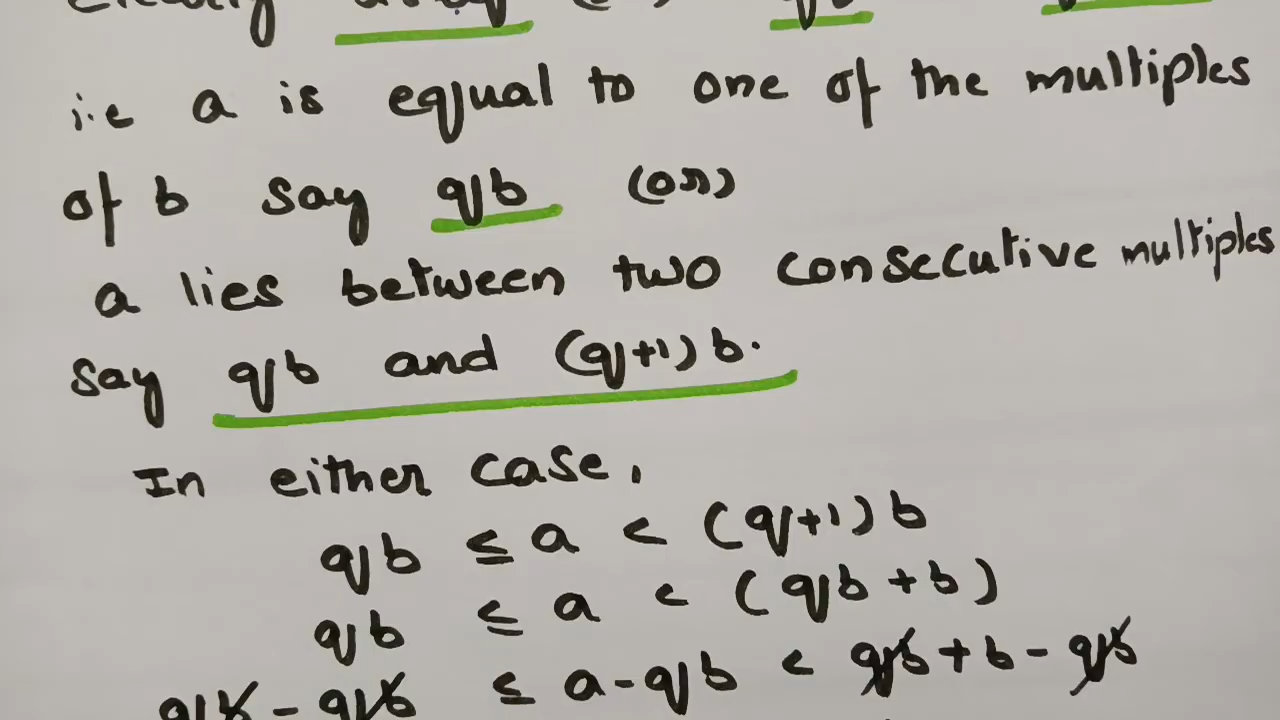 i.e a is equal to one of the multiples
of b say qb (or)
a lies between two consecutive multiples
say qb and (q+1)b.
In either case,
qb ≤ a < (q+1)b
qb ≤ a < (qb+b)
qb - qb ≤ a-qb < qb+b-qb